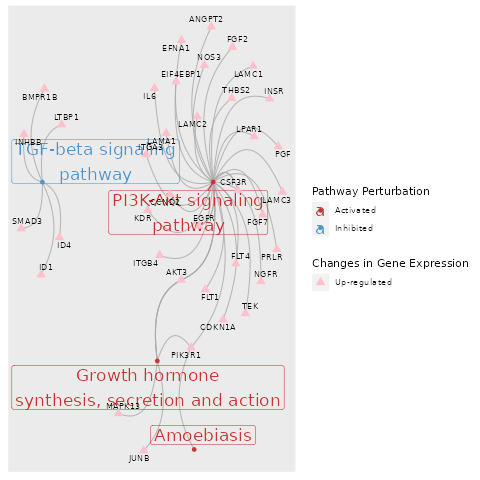 ANGPT2
FGF2
EFNA1
NOS3
LAMC1
EIF4EBP1
THBS2
INSR
BMPR1B
IL6
LTBP1
LAMC2
LPAR1
INHBB
LAMA1
ITGA3
PGF
TGF-beta signaling
pathway
CSF3R
LAMC3
PI3K-Akt signaling
pathway
CCND2
KDR
EGFR
FGF7
SMAD3
ID4
ITGB4
FLT4
PRLR
ID1
AKT3
NGFR
FLT1
TEK
CDKN1A
PIK3R1
Growth hormone
synthesis, secretion and action
MAPK13
Amoebiasis
JUNB
Pathway Perturbation
Activated
Inhibited
Changes in Gene Expression
Up-regulated